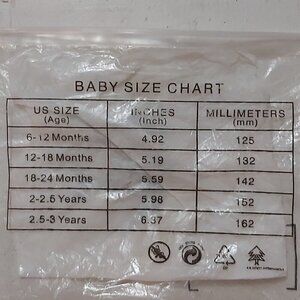 BABY SIZE CHART
US SIZE (Age) INCHES (Inch) MILLIMETERS (mm)
6-12 Months 4.92 125
12-18 Months 5.19 132
18-24 Months 5.59 142
2-2.5 Years 5.98 152
2.5-3 Years 6.37 162